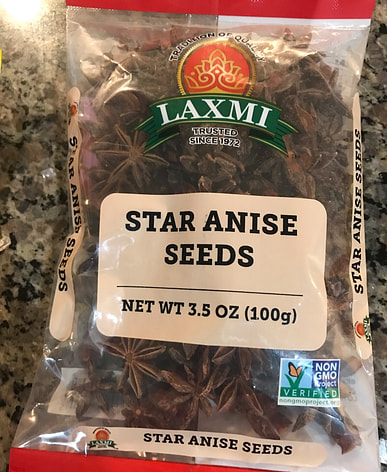 TRADITION OF QUALITY
LAXMI
TRUSTED
SINCE 1972
STAR ANISE SEEDS
STAR ANISE
SEEDS
NET WT 3.5 OZ (100g)
STAR ANISE SEEDS
NON
GMO
Project
VERIFIED
nongmoproject.org
LAXMI
STAR ANISE SEEDS